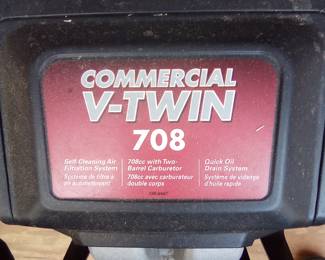 COMMERCIAL
V-TWIN
708
Self-Cleaning Air
Filtration System
Système de filtre à
air autonettoyant
708cc with Two-
Barrel Carburetor
708cc avec carburateur
double corps
Quick Oil
Drain System
Système de vidange
d'huile rapide